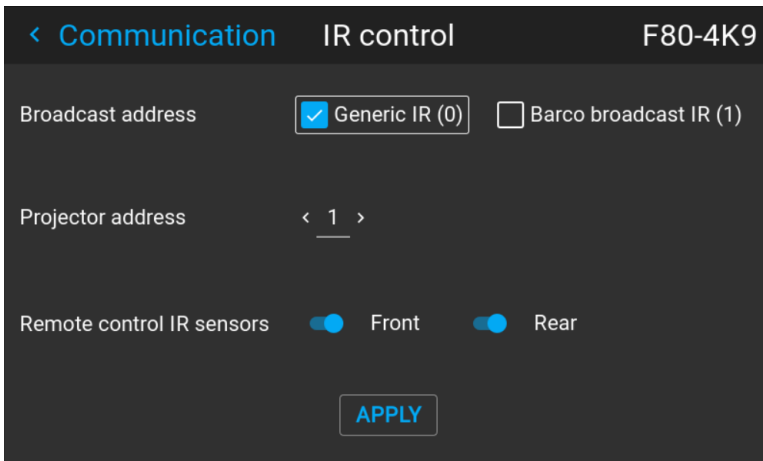 Communication IR control F80-4K9
Broadcast address Generic IR (0) Barco broadcast IR (1)
Projector address 1
Remote control IR sensors Front Rear
APPLY